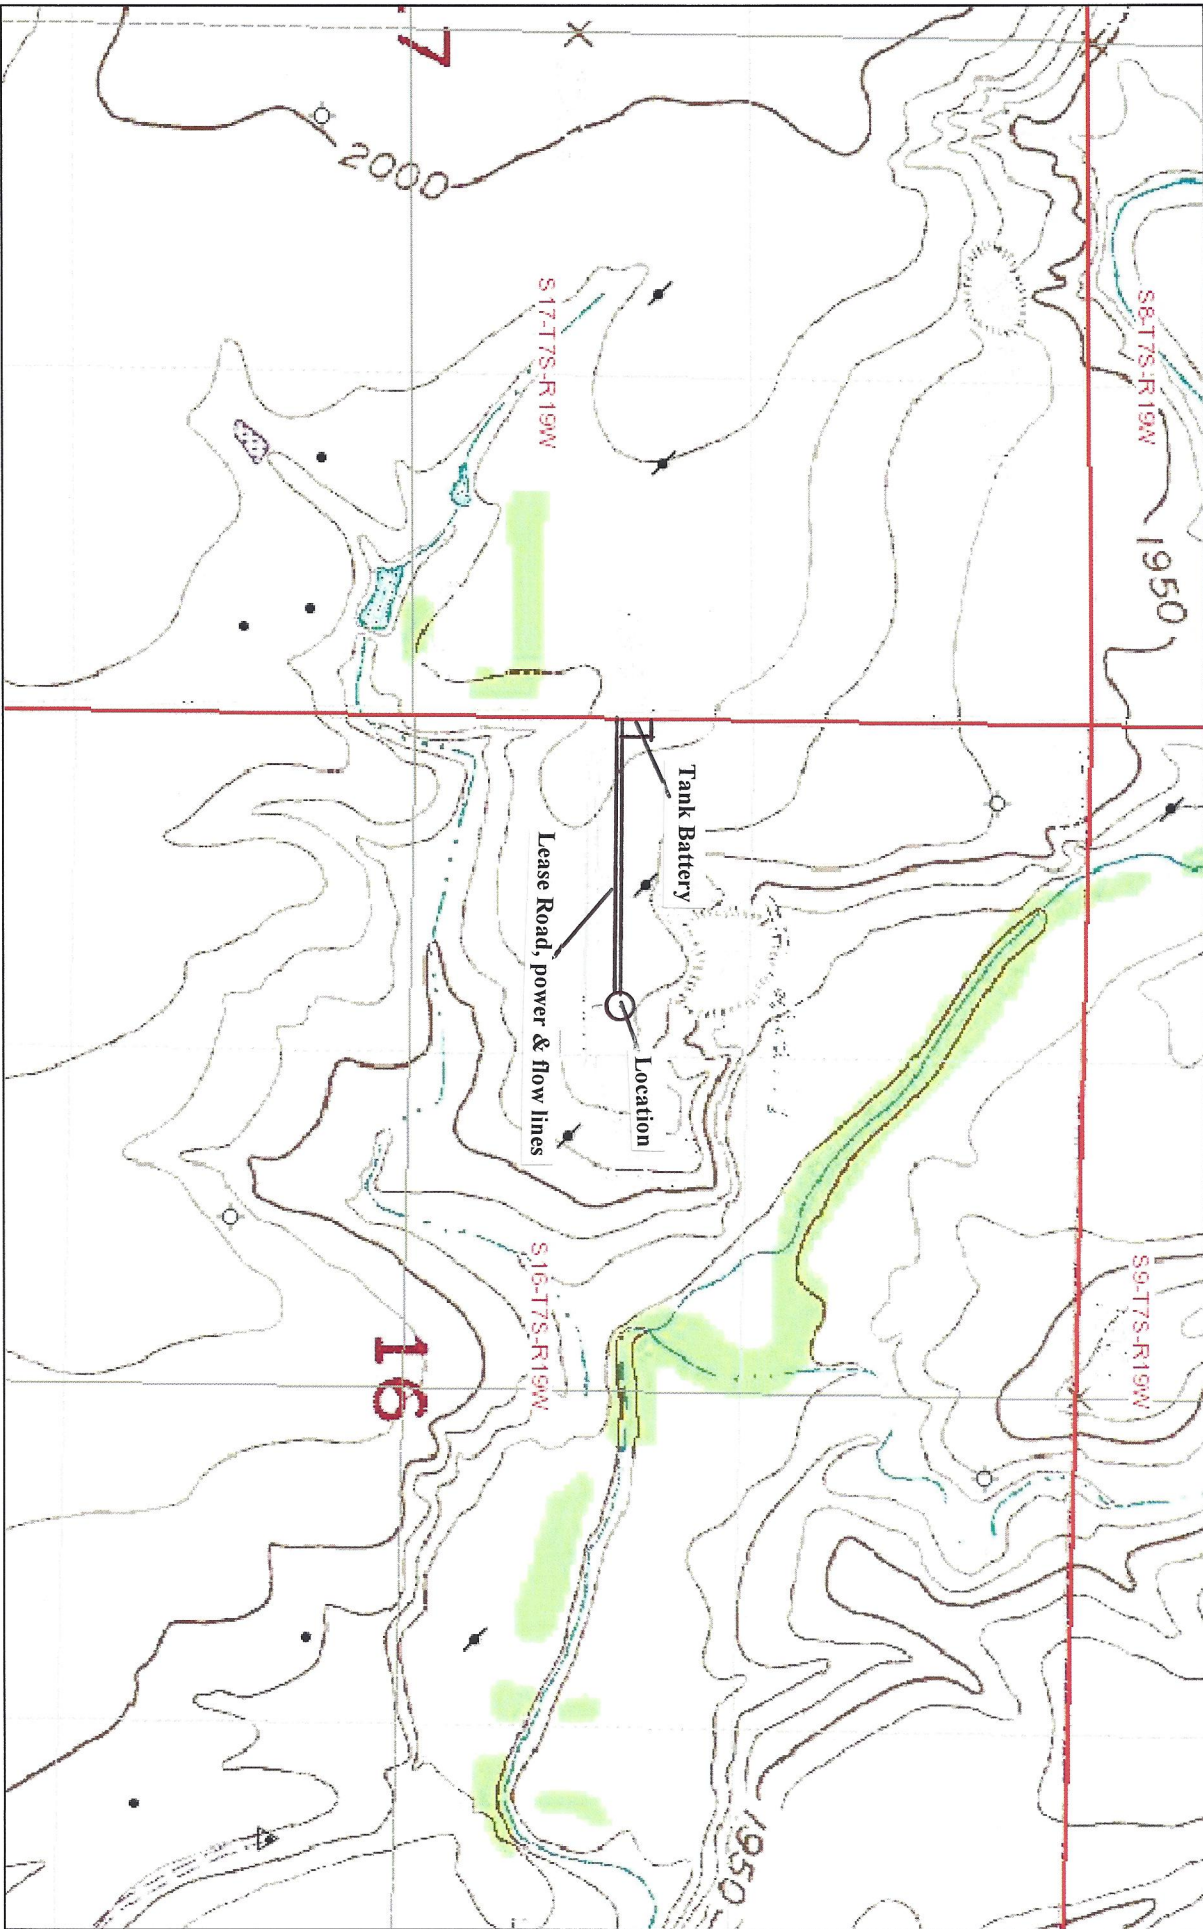 S8-T7S-R19W
1950
S9-T7S-R19W
1950
Tank Battery
Location
S17-T7S-R19W
Lease Road, power & flow lines
S16-T7S-R19W
7
2000
16